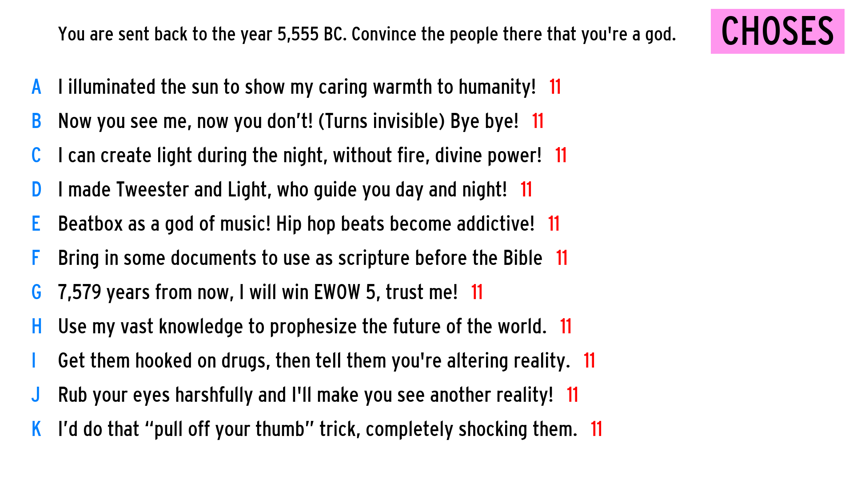 You are sent back to the year 5,555 BC. Convince the people there that you're a god.
CHOSES
A I illuminated the sun to show my caring warmth to humanity! 11
B Now you see me, now you don’t! (Turns invisible) Bye bye! 11
C I can create light during the night, without fire, divine power! 11
D I made Tweester and Light, who guide you day and night! 11
E Beatbox as a god of music! Hip hop beats become addictive! 11
F Bring in some documents to use as scripture before the Bible 11
G 7,579 years from now, I will win EWOW 5, trust me! 11
H Use my vast knowledge to prophesize the future of the world. 11
I Get them hooked on drugs, then tell them you're altering reality. 11
J Rub your eyes harshfully and I'll make you see another reality! 11
K I’d do that “pull off your thumb” trick, completely shocking them. 11